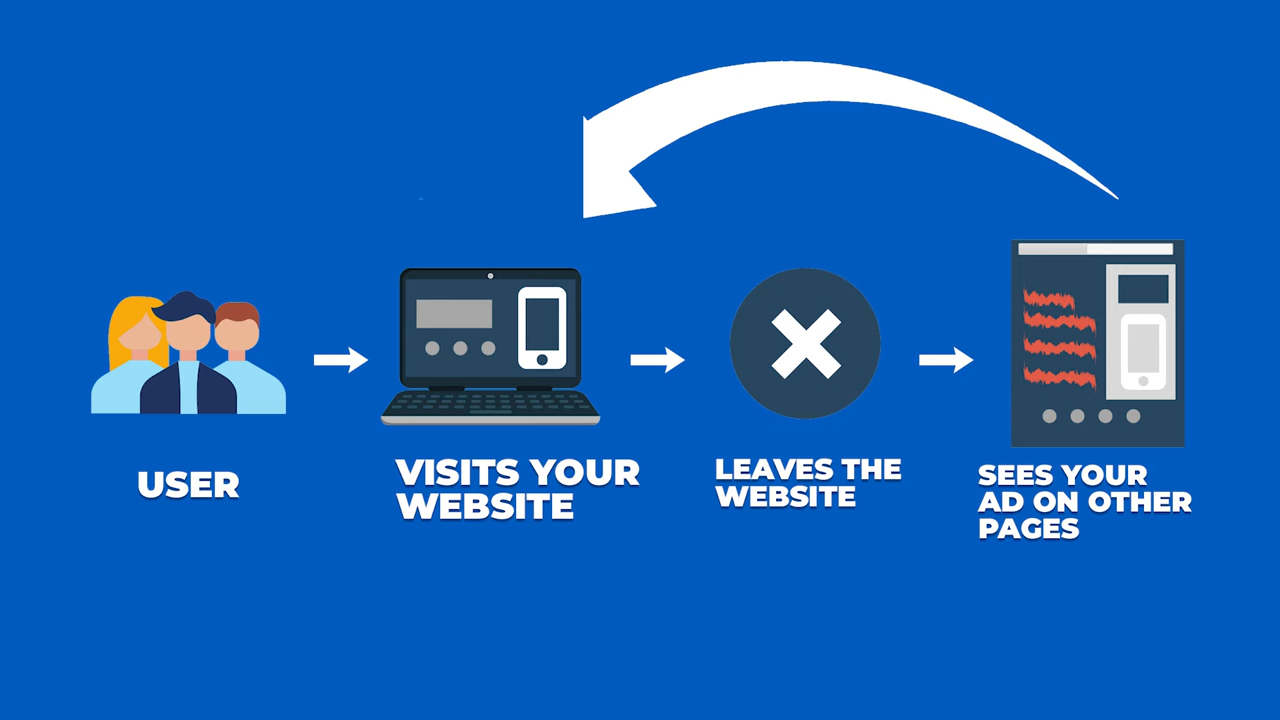 USER
VISITS YOUR
WEBSITE
LEAVES THE
WEBSITE
SEES YOUR
AD ON OTHER
PAGES